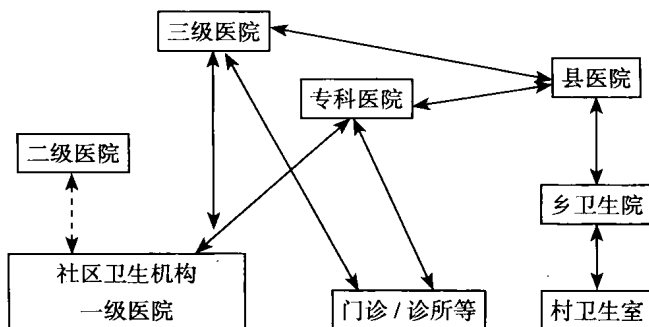 三级医院
县医院
专科医院
二级医院
乡卫生院
社区卫生机构
一级医院
门诊/诊所等
村卫生室